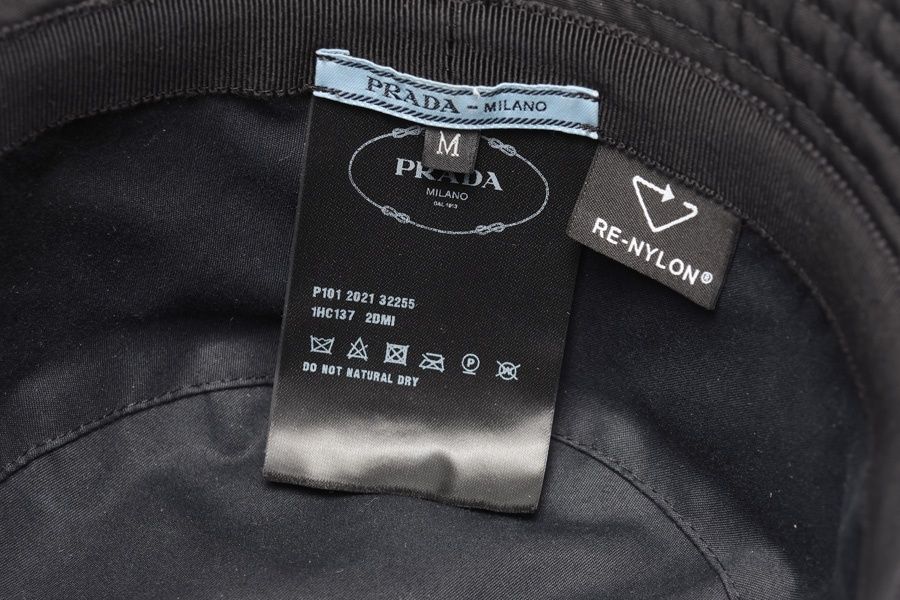 PRADA - MILANO
M
PRADA
MILANO
DAL 1913
RE-NYLON®
P101 2021 32255
1HC137 2DMI
P
DO NOT NATURAL DRY